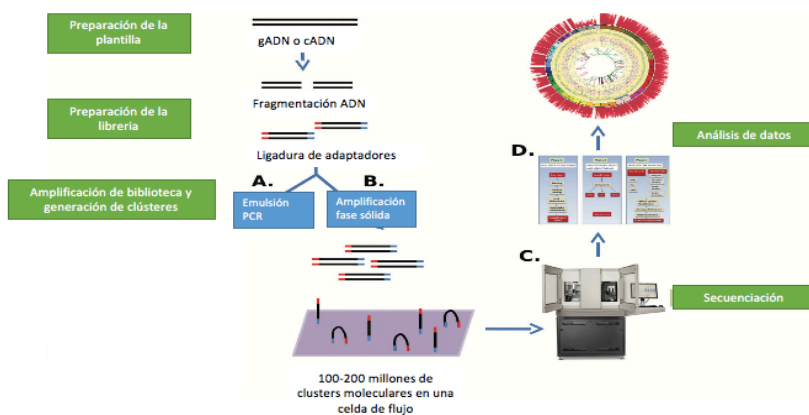 Preparación de la
plantilla
gADN o cADN
Preparación de la
libreria
Fragmentación ADN
Ligadura de adaptadores
Amplificación de biblioteca y
generación de clústeres
A.
B.
Emulsión
PCR
Amplificación
fase sólida
100-200 millones de
clusters moleculares en una
celda de flujo
C.
Secuenciación
D.
Análisis de datos